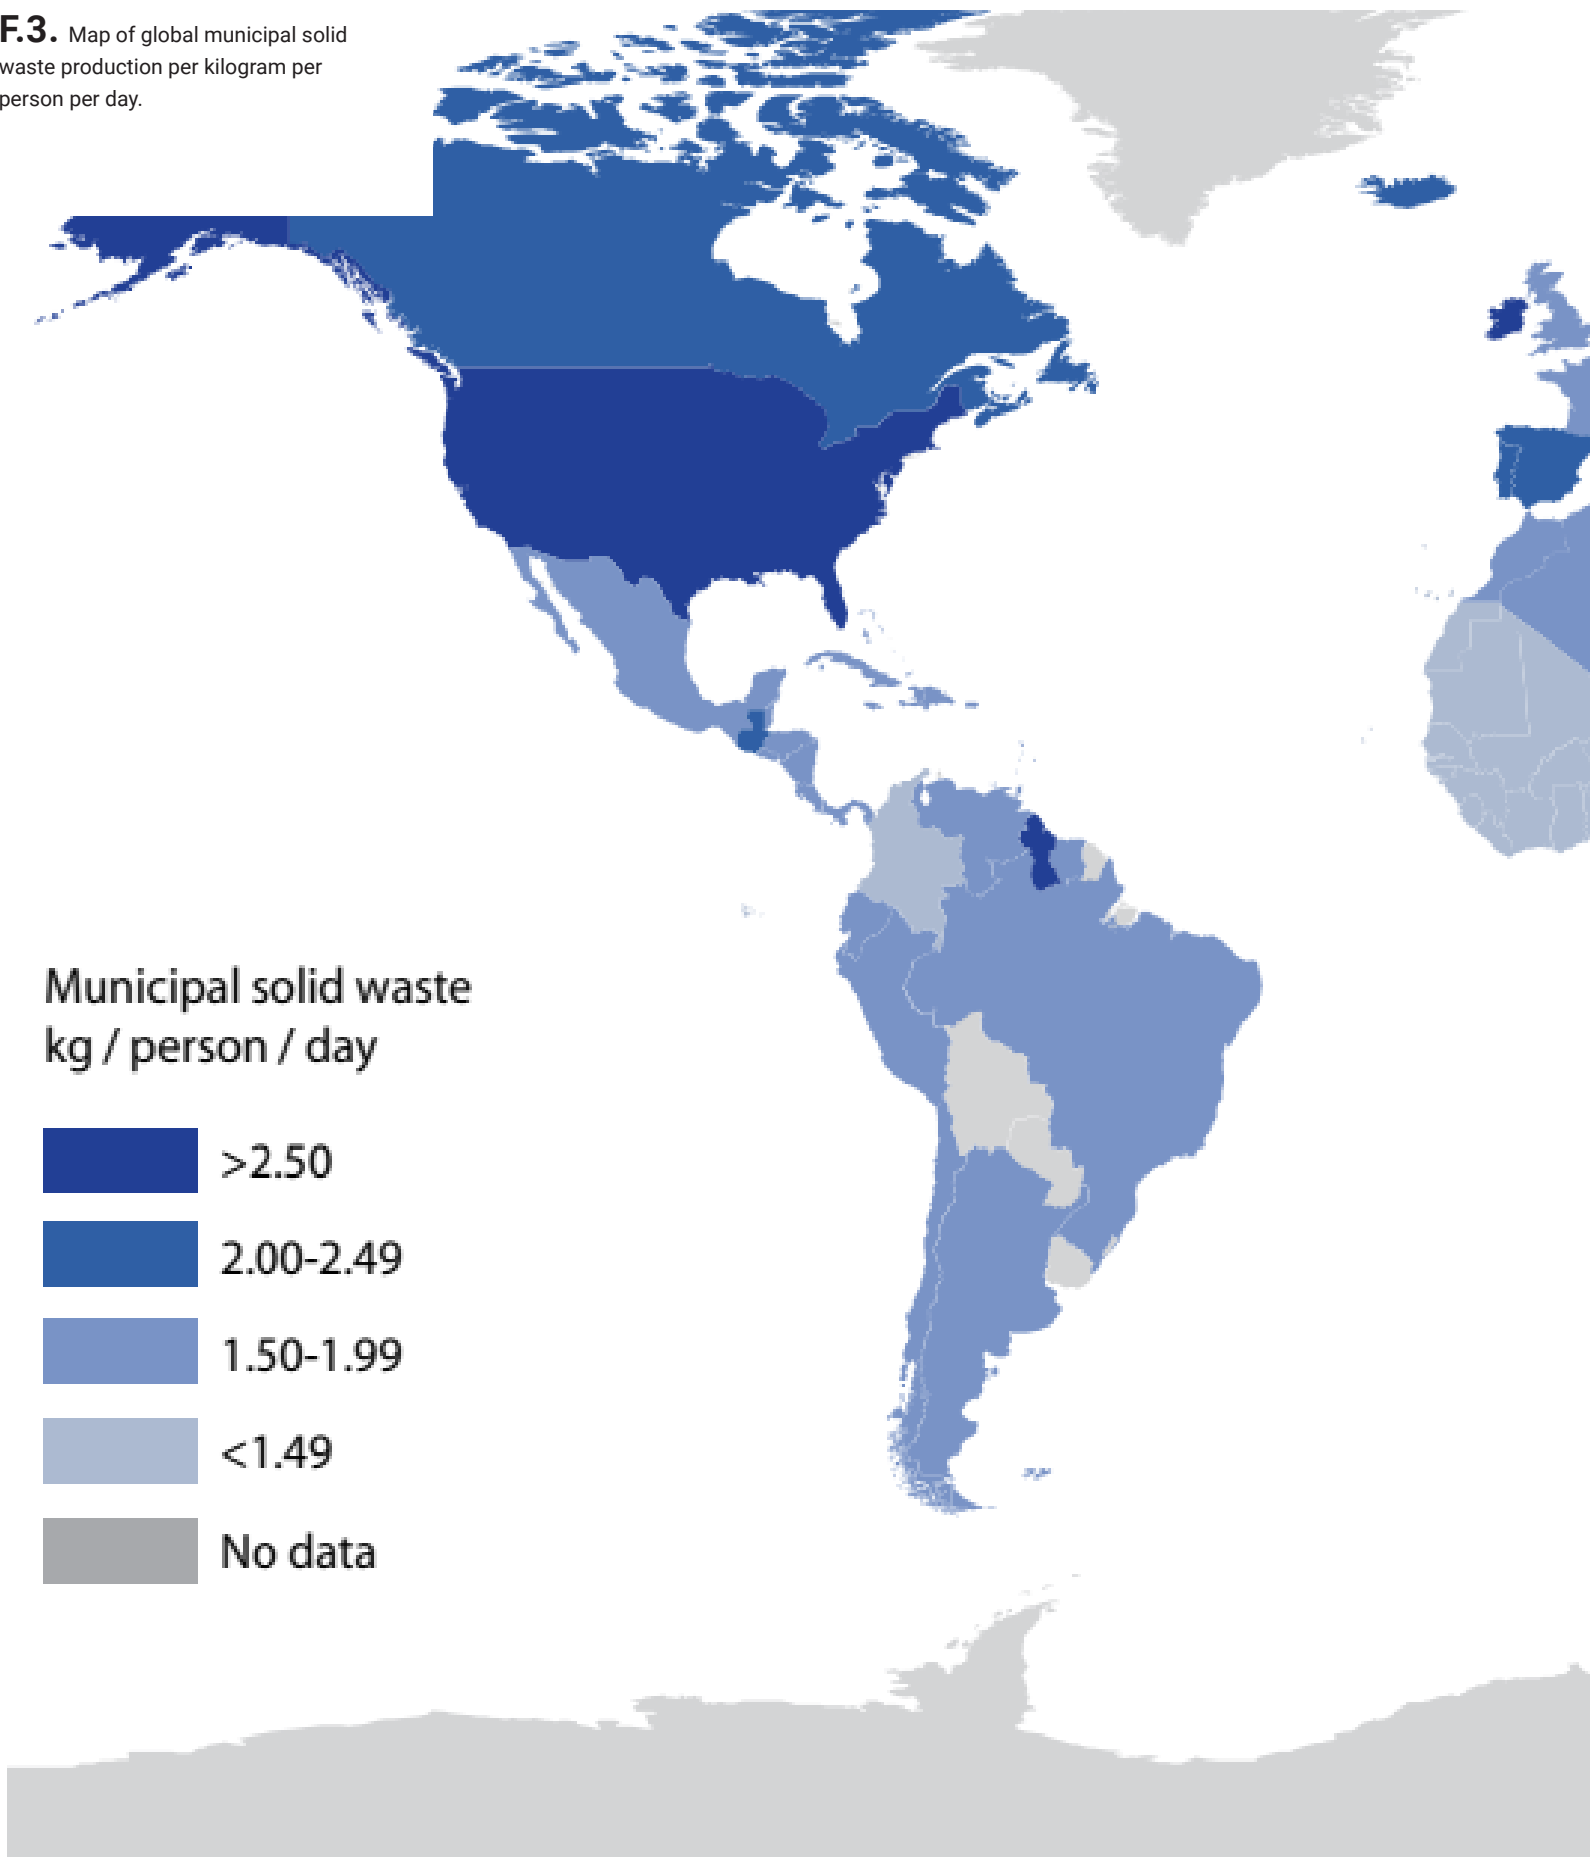 F.3. Map of global municipal solid
waste production per kilogram per
person per day.
Municipal solid waste
kg / person / day
>2.50
2.00-2.49
1.50-1.99
<1.49
No data